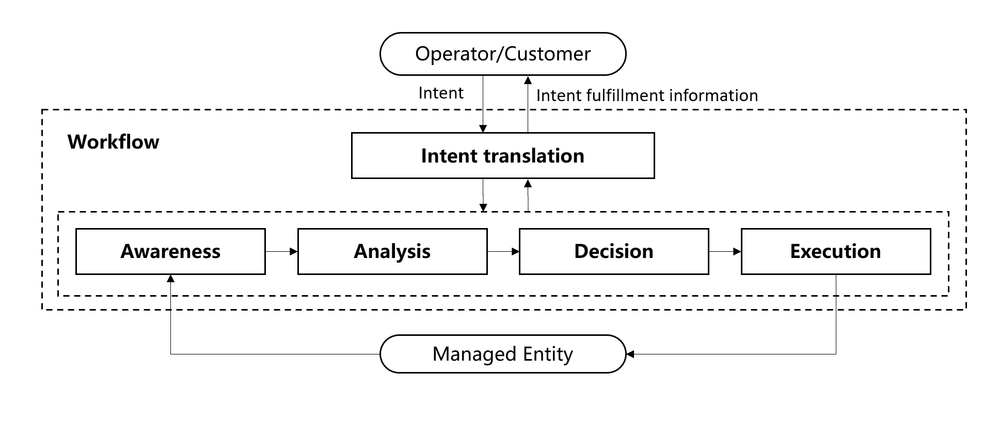 Operator/Customer
Intent
Intent fulfillment information
Workflow
Intent translation
Awareness
Analysis
Decision
Execution
Managed Entity